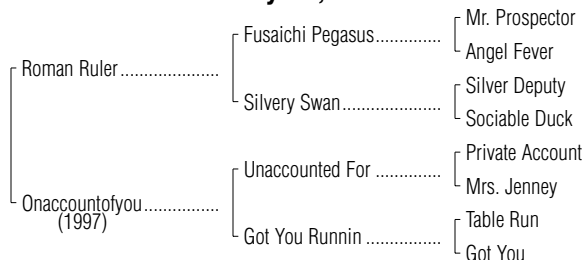 Mr. Prospector
Fusaichi Pegasus
Angel Fever
Roman Ruler
Silver Deputy
Silvery Swan
Sociable Duck
Private Account
Unaccounted For
Mrs. Jenney
Onaccountofyou
(1997)
Table Run
Got You Runnin
Got You